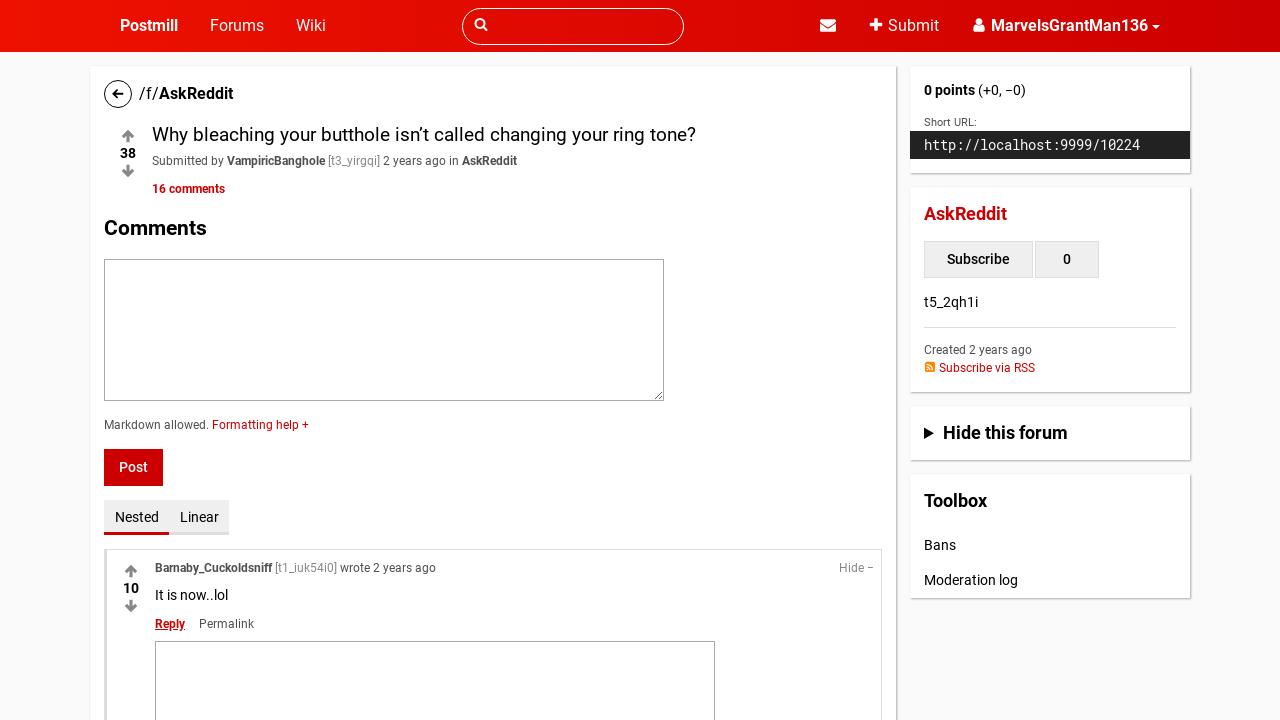 Postmill Forums Wiki Submit MarvelsGrantMan136
/f/AskReddit
Why bleaching your butthole isn’t called changing your ring tone?
38
Submitted by VampiricBanghole [t3_yirgqi] 2 years ago in AskReddit
16 comments
Comments
Markdown allowed. Formatting help +
Post
Nested Linear
Barnaby_Cuckoldsniff [t1_iuk54i0] wrote 2 years ago Hide −
10
It is now..lol
Reply Permalink
0 points (+0, −0)
Short URL:
http://localhost:9999/10224
AskReddit
Subscribe 0
t5_2qh1i
Created 2 years ago
Subscribe via RSS
Hide this forum
Toolbox
Bans
Moderation log